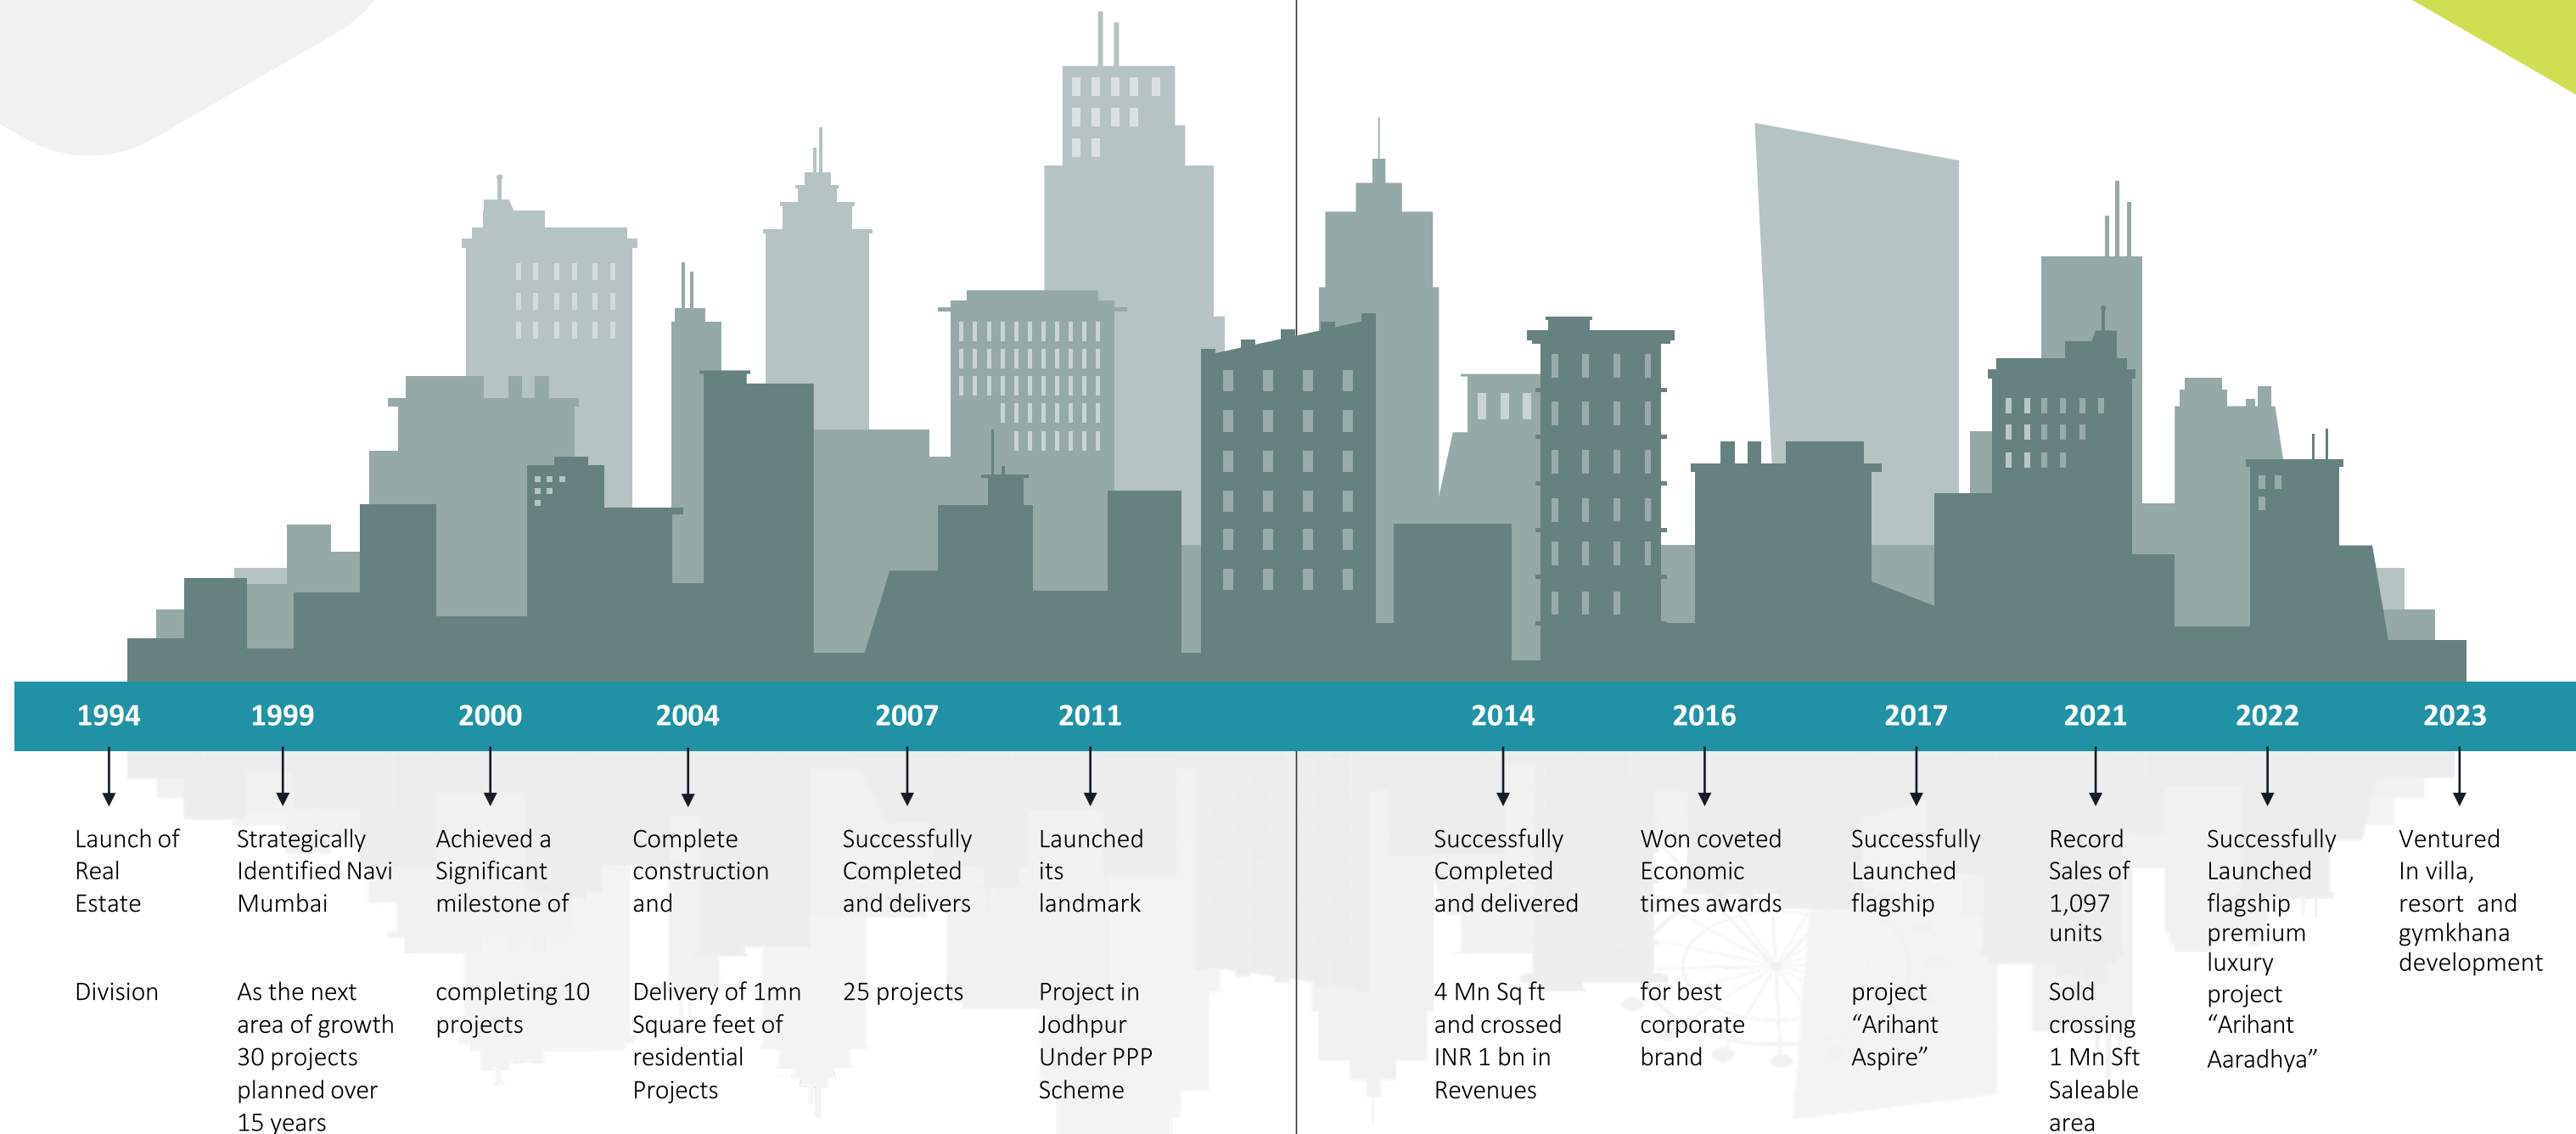 1994
1999
2000
2004
2007
2011
2014
2016
2017
2021
2022
2023
Launch of
Real
Estate
Division
Strategically
Identified Navi
Mumbai
As the next
area of growth
30 projects
planned over
15 years
Achieved a
Significant
milestone of
completing 10
projects
Complete
construction
and
Delivery of 1mn
Square feet of
residential
Projects
Successfully
Completed
and delivers
25 projects
Launched
its
landmark
Project in
Jodhpur
Under PPP
Scheme
Successfully
Completed
and delivered
4 Mn Sq ft
and crossed
INR 1 bn in
Revenues
Won coveted
Economic
times awards
for best
corporate
brand
Successfully
Launched
flagship
project
“Arihant
Aspire”
Record
Sales of
1,097
units
Sold
crossing
1 Mn Sft
Saleable
area
Successfully
Launched
flagship
premium
luxury
project
“Arihant
Aaradhya”
Ventured
In villa,
resort and
gymkhana
development